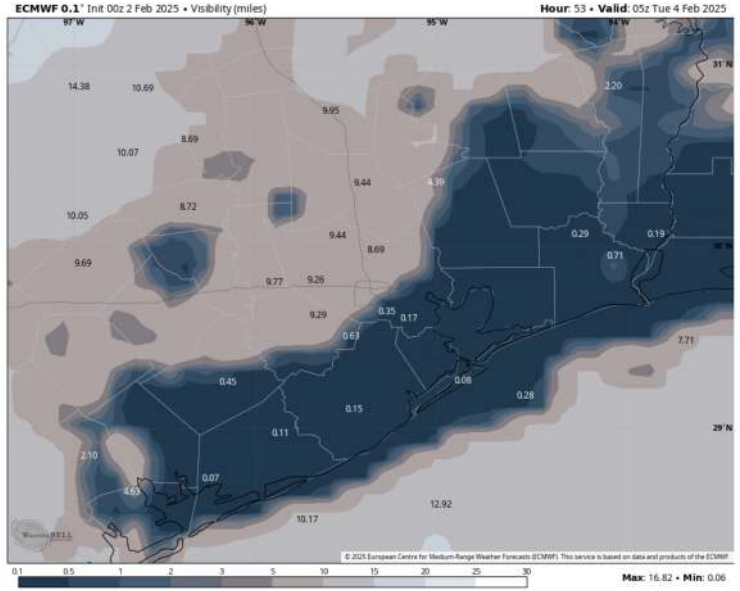 ECMWF 0.1° Init 00z 2 Feb 2025 • Visibility (miles)
Hour: 53 • Valid: 05z Tue 4 Feb 2025
97°W 96°W 95°W 94°W
31°N
2.20
14.38 10.69
9.95
8.69
10.07
9.44 4.39
8.72
10.05
9.44 0.29 0.19
8.69
9.69 0.71
9.77 9.26
9.29 0.35 0.17
0.63
7.71
0.45 0.08
0.28
0.15
0.11
29°N
2.10
0.07
4.63
12.92
10.17
WeatherBELL
© 2025 European Centre for Medium-Range Weather Forecasts (ECMWF). This service is based on data and products of the ECMWF.
0.1 0.5 1 2 3 5 10 15 20 25 30
Max: 16.82 • Min: 0.06